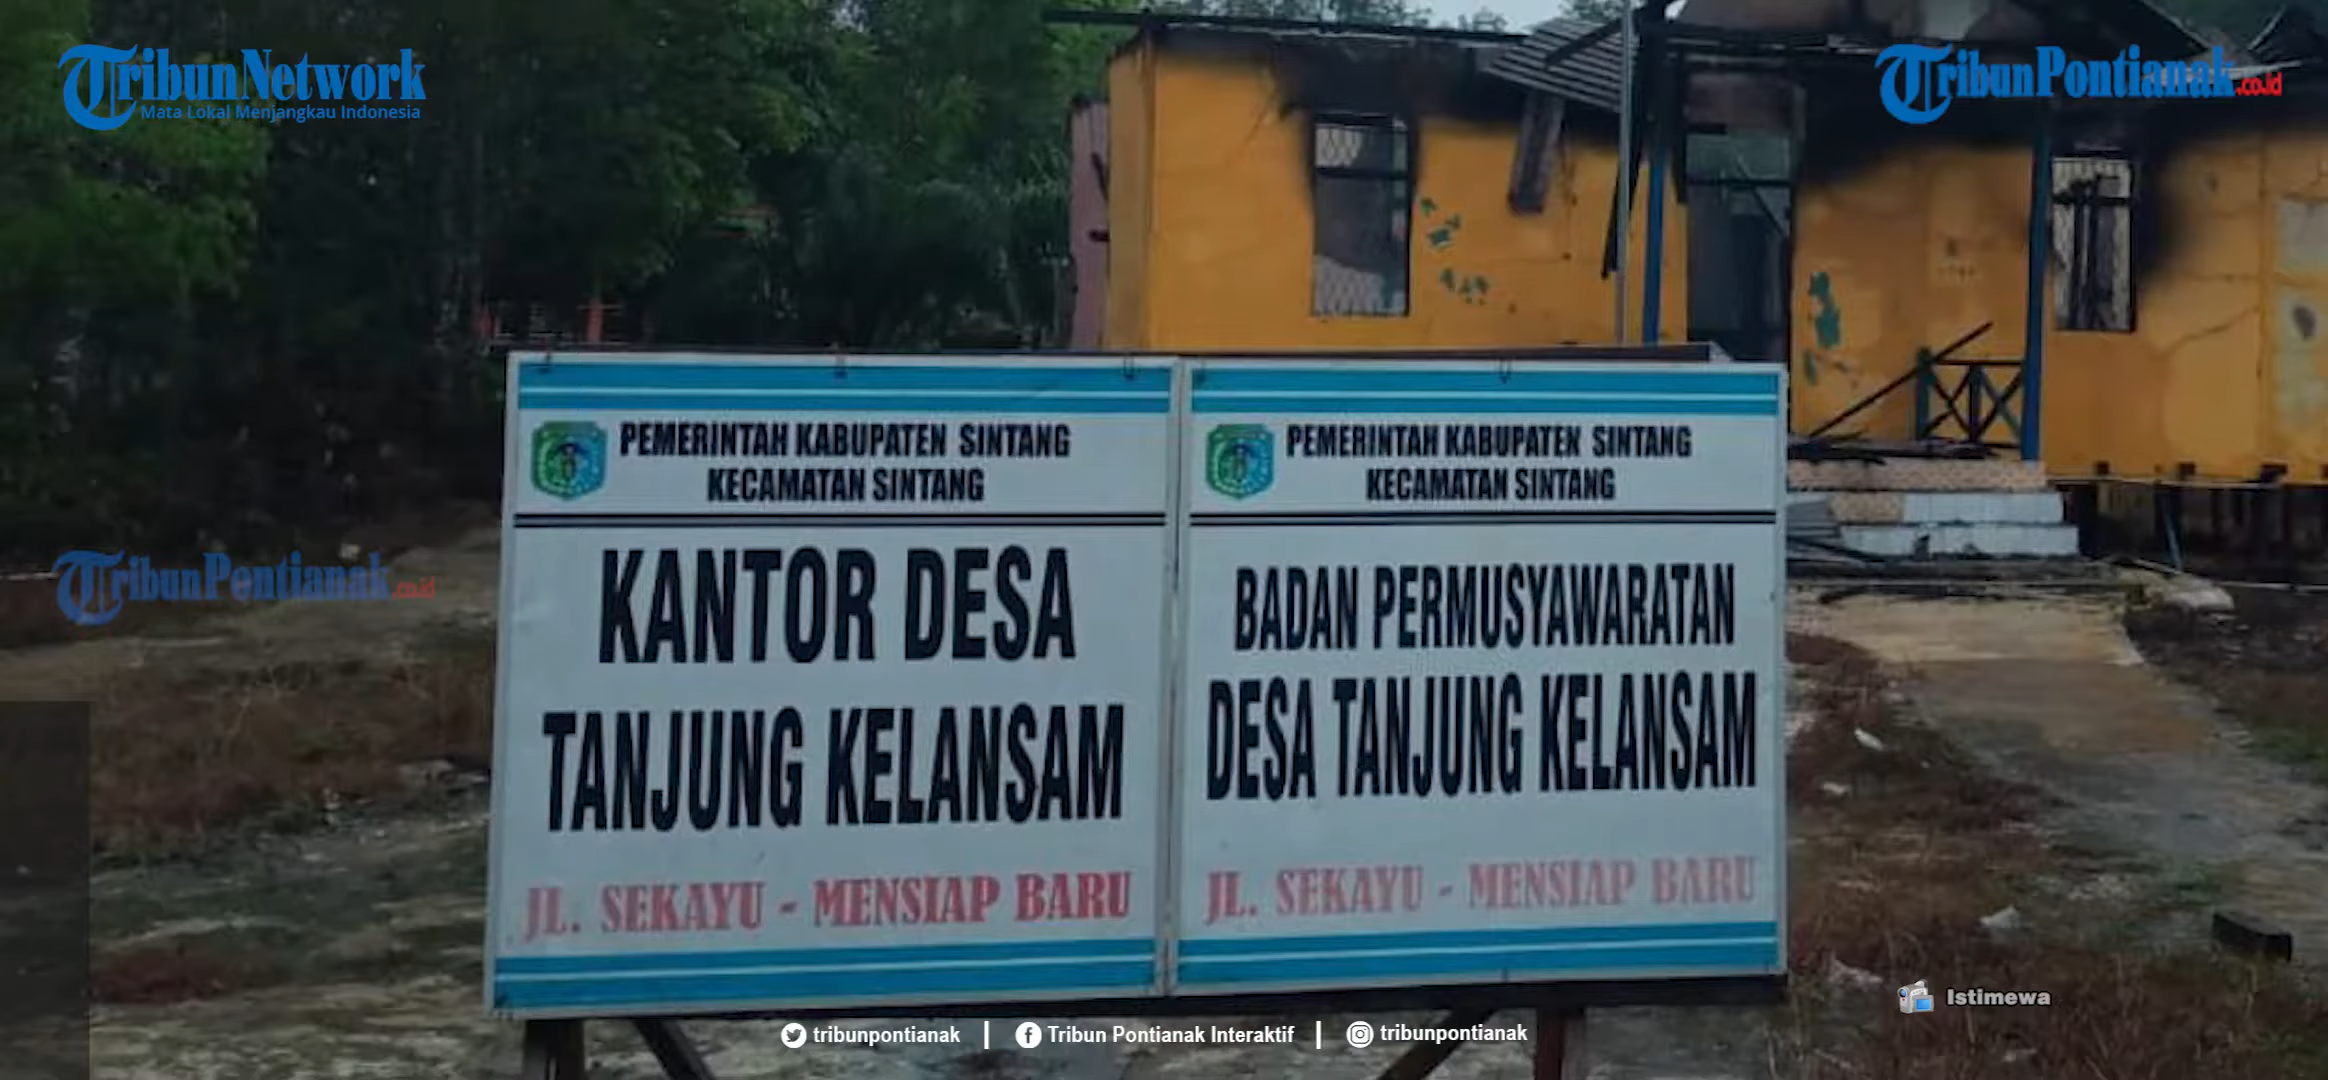 TribunNetwork
Mata Lokal Menjangkau Indonesia
TribunPontianak.co.id
PEMERINTAH KABUPATEN SINTANG
KECAMATAN SINTANG
KANTOR DESA
TANJUNG KELANSAM
JL. SEKAYU - MENSIAP BARU
PEMERINTAH KABUPATEN SINTANG
KECAMATAN SINTANG
BADAN PERMUSYAWARATAN
DESA TANJUNG KELANSAM
JL. SEKAYU - MENSIAP BARU
TribunPontianak.co.id
Istimewa
tribunpontianak | Tribun Pontianak Interaktif | tribunpontianak